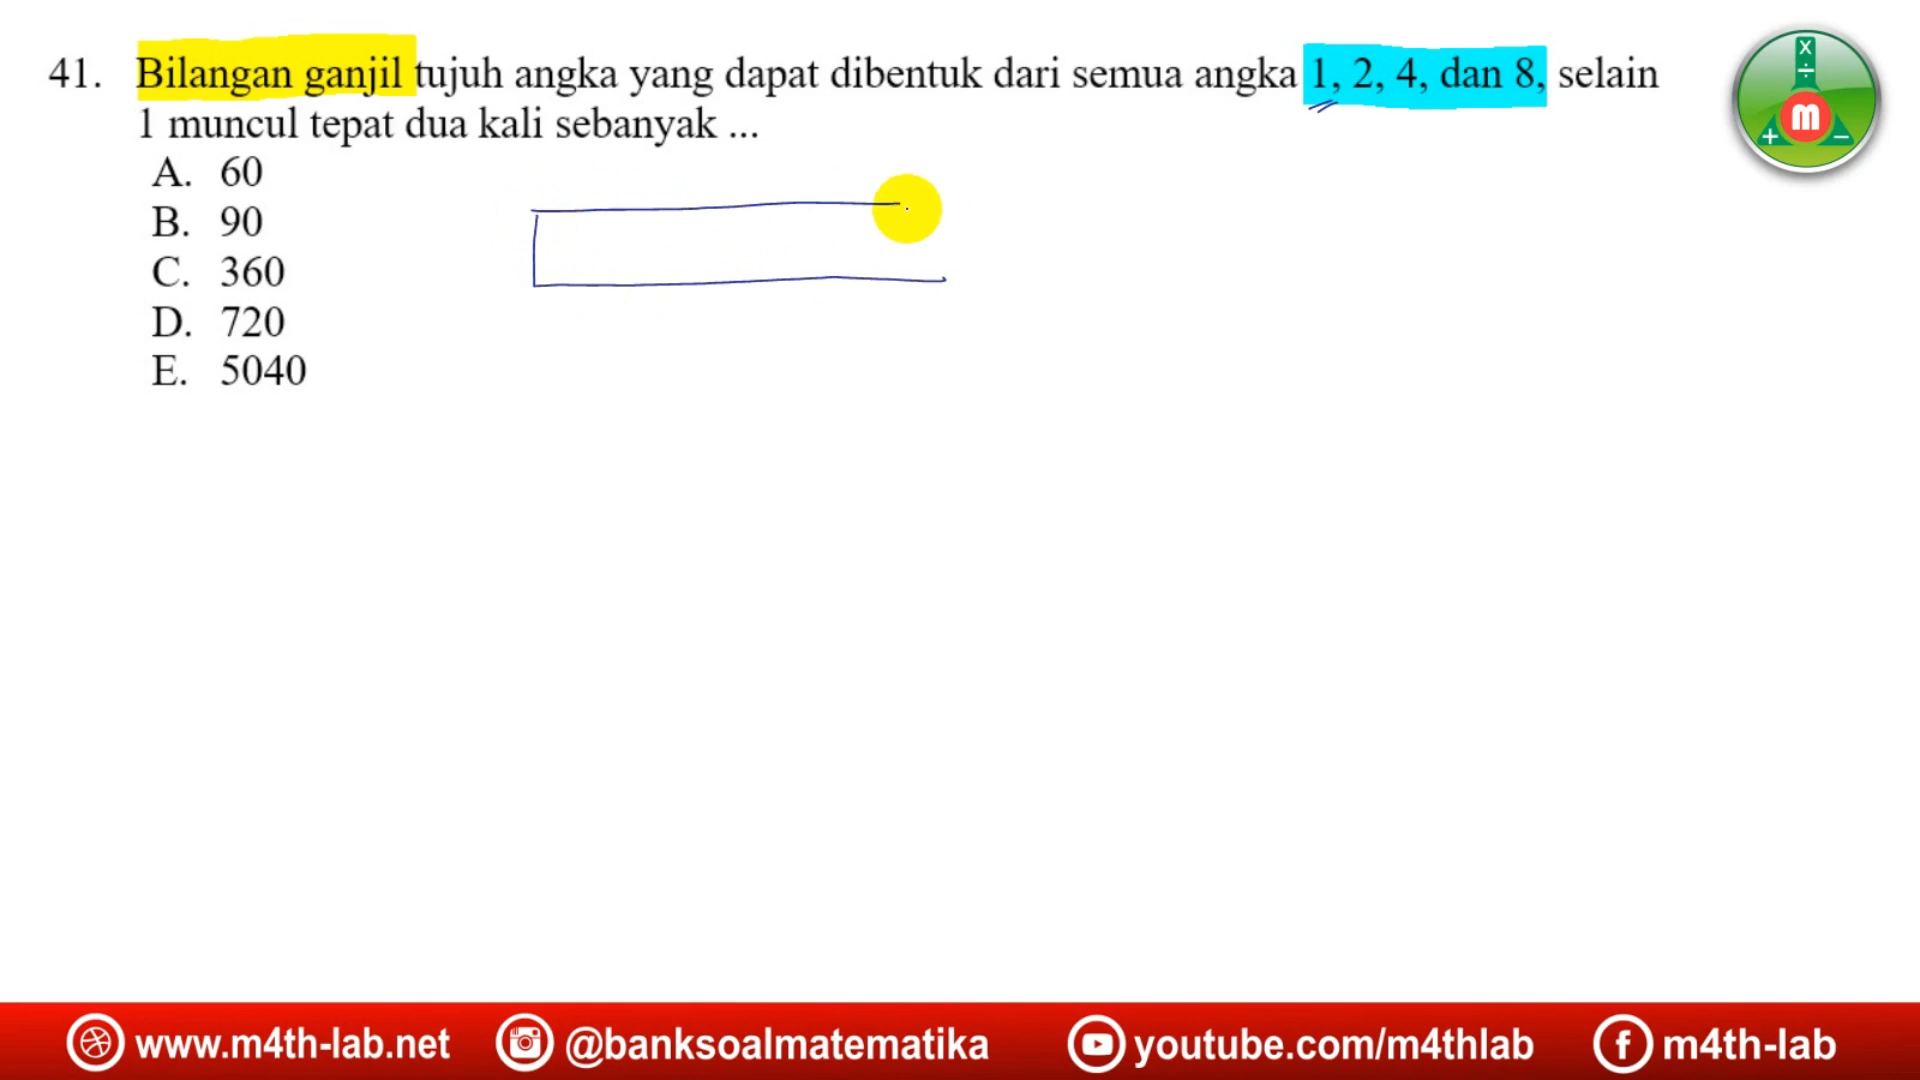 41. Bilangan ganjil tujuh angka yang dapat dibentuk dari semua angka 1, 2, 4, dan 8, selain
1 muncul tepat dua kali sebanyak ...
A. 60
B. 90
C. 360
D. 720
E. 5040
x ÷ m + −
www.m4th-lab.net @banksoalmatematika youtube.com/m4thlab f m4th-lab